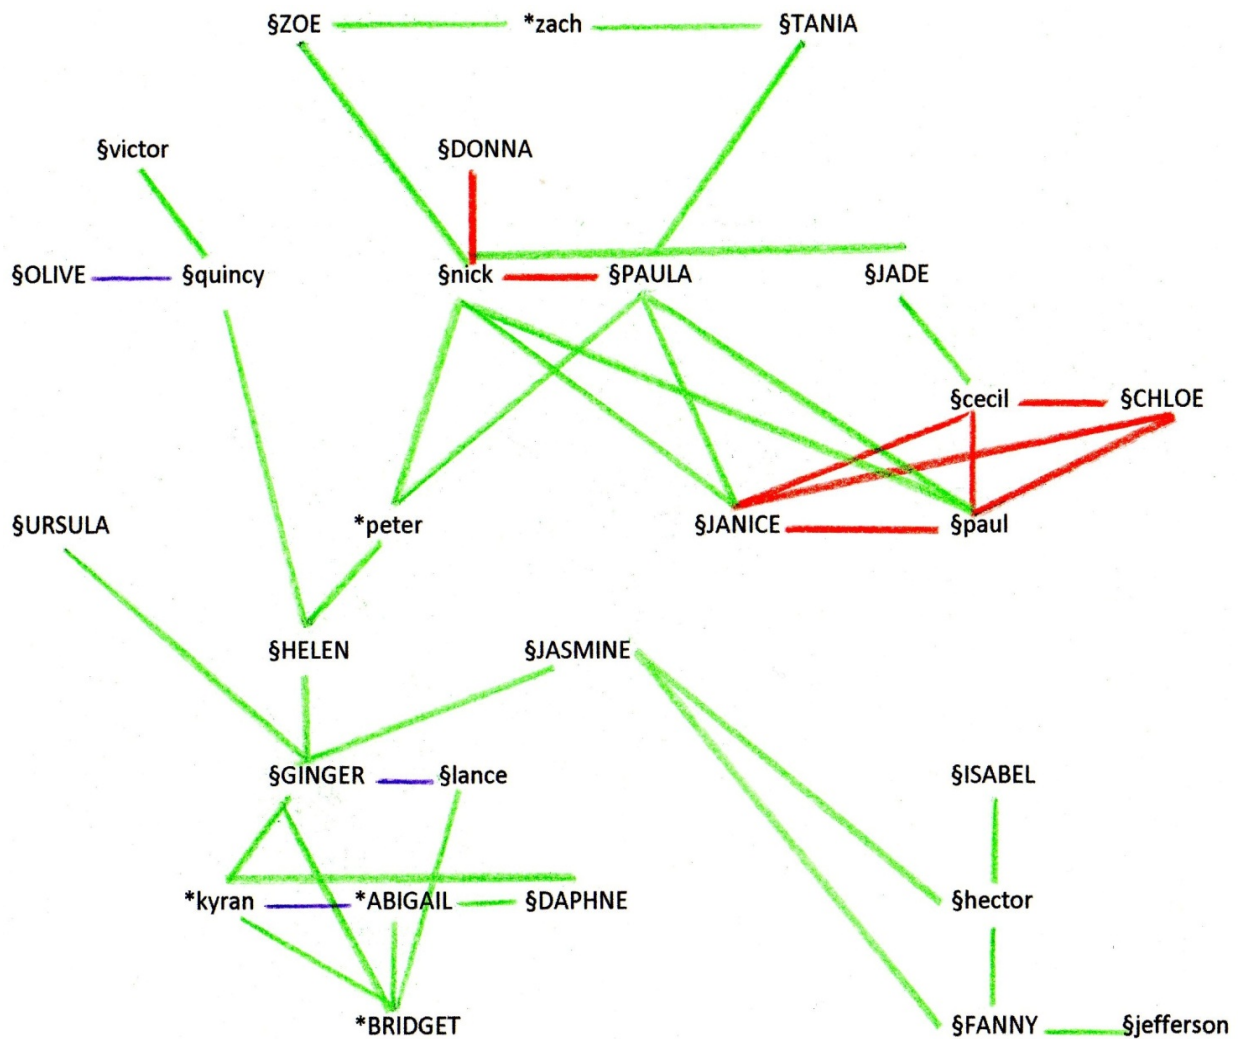 §ZOE *zach §TANIA
§victor §DONNA
§OLIVE §quincy §nick §PAULA §JADE
§cecil §CHLOE
§URSULA *peter §JANICE §paul
§HELEN §JASMINE
§GINGER §lance §ISABEL
*kyran *ABIGAIL §DAPHNE §hector
*BRIDGET §FANNY §jefferson